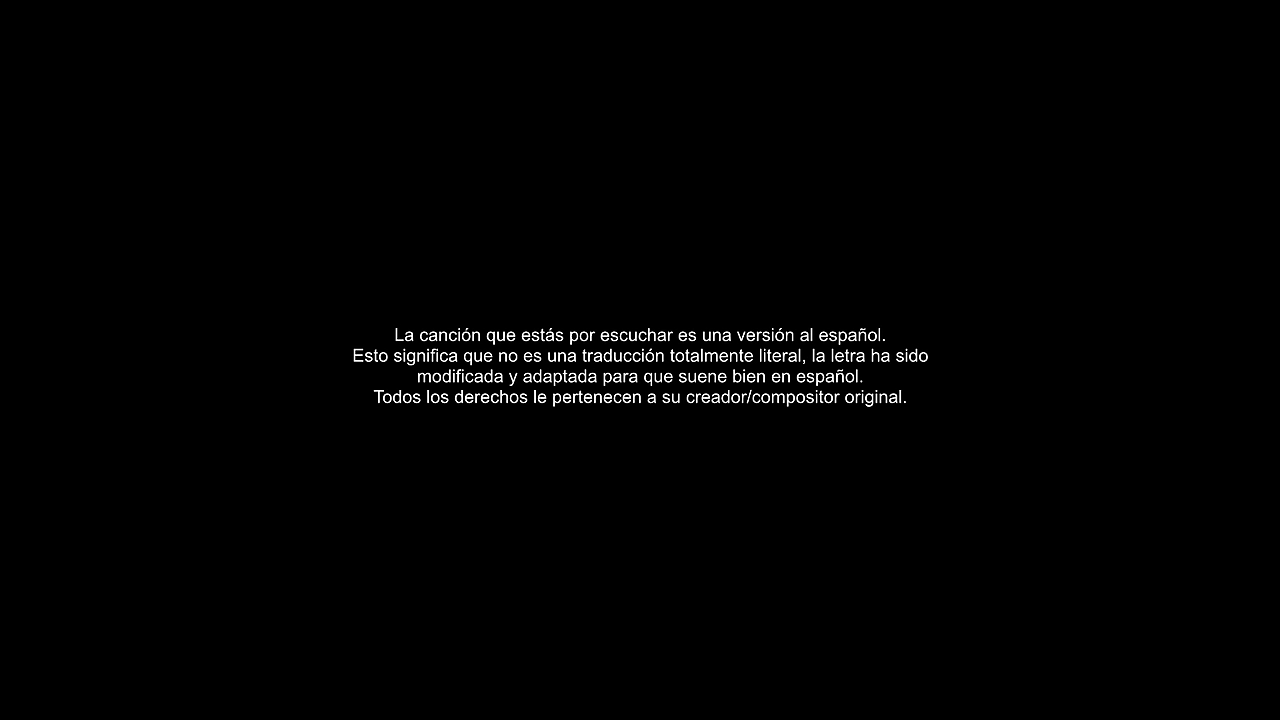 La canción que estás por escuchar es una versión al español.
Esto significa que no es una traducción totalmente literal, la letra ha sido
modificada y adaptada para que suene bien en español.
Todos los derechos le pertenecen a su creador/compositor original.